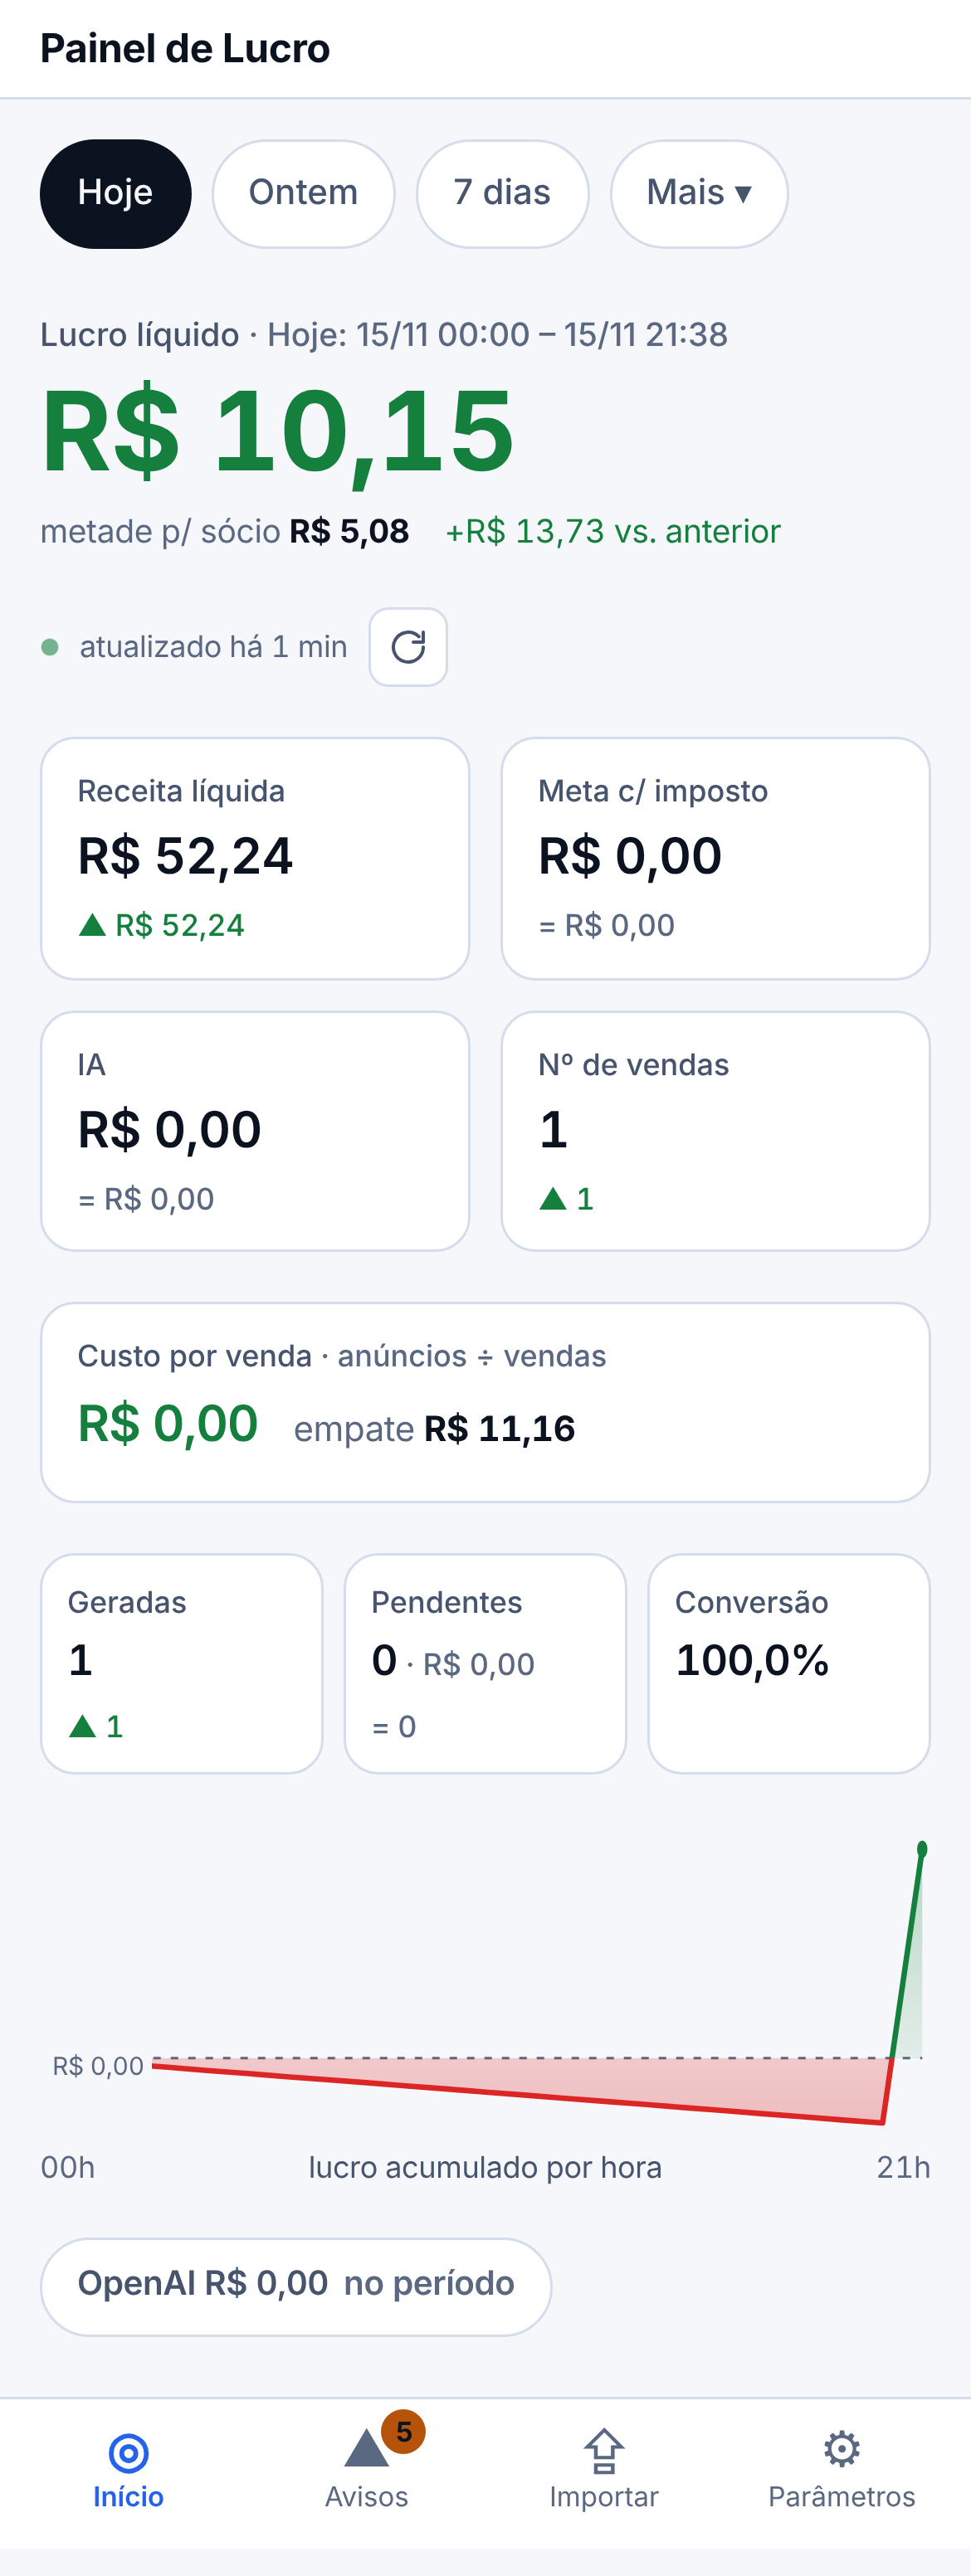 Painel de Lucro
Hoje Ontem 7 dias Mais ▾
Lucro líquido · Hoje: 15/11 00:00 – 15/11 21:38
R$ 10,15
metade p/ sócio R$ 5,08 +R$ 13,73 vs. anterior
atualizado há 1 min
Receita líquida
R$ 52,24
▲ R$ 52,24
Meta c/ imposto
R$ 0,00
= R$ 0,00
IA
R$ 0,00
= R$ 0,00
Nº de vendas
1
▲ 1
Custo por venda · anúncios ÷ vendas
R$ 0,00 empate R$ 11,16
Geradas
1
▲ 1
Pendentes
0 · R$ 0,00
= 0
Conversão
100,0%
R$ 0,00
00h lucro acumulado por hora 21h
OpenAI R$ 0,00 no período
5
Início Avisos Importar Parâmetros